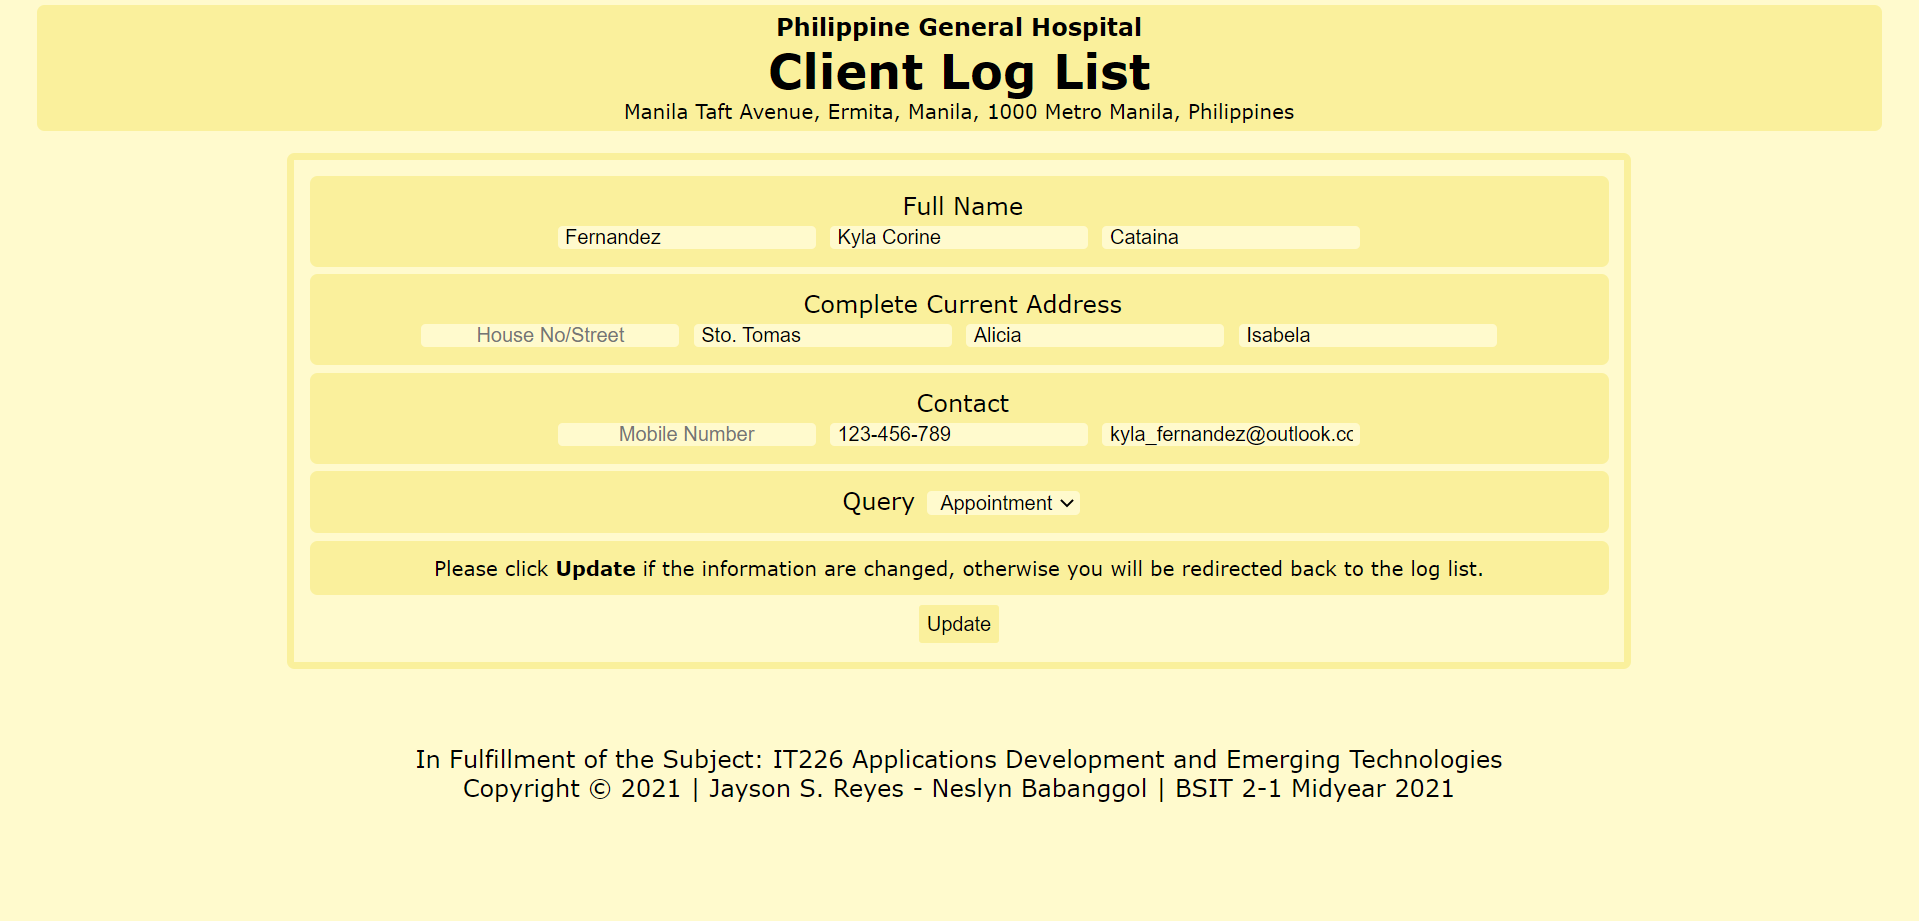 Philippine General Hospital
Client Log List
Manila Taft Avenue, Ermita, Manila, 1000 Metro Manila, Philippines
Full Name
Fernandez Kyla Corine Cataina
Complete Current Address
House No/Street Sto. Tomas Alicia Isabela
Contact
Mobile Number 123-456-789 kyla_fernandez@outlook.cc
Query Appointment
Please click Update if the information are changed, otherwise you will be redirected back to the log list.
Update
In Fulfillment of the Subject: IT226 Applications Development and Emerging Technologies
Copyright © 2021 | Jayson S. Reyes - Neslyn Babanggol | BSIT 2-1 Midyear 2021